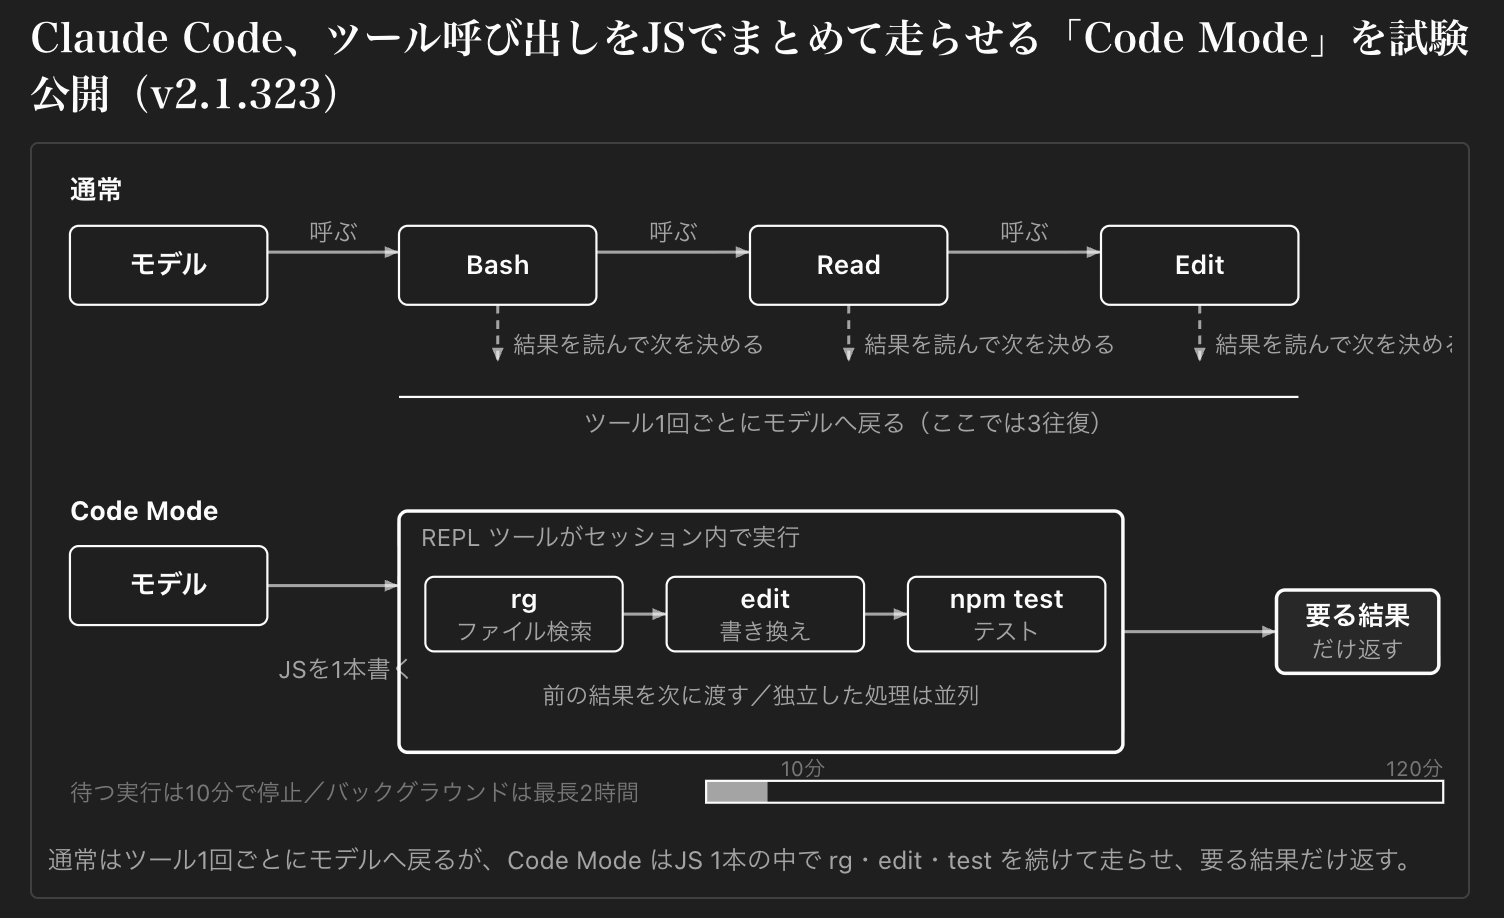 Claude Code、ツール呼び出しをJSでまとめて走らせる「Code Mode」を試験
公開（v2.1.323）
通常
モデル
呼ぶ
Bash
呼ぶ
Read
呼ぶ
Edit
結果を読んで次を決める
結果を読んで次を決める
結果を読んで次を決める
ツール1回ごとにモデルへ戻る（ここでは3往復）
Code Mode
モデル
JSを1本書く
REPL ツールがセッション内で実行
rg
ファイル検索
edit
書き換え
npm test
テスト
前の結果を次に渡す／独立した処理は並列
要る結果
だけ返す
待つ実行は10分で停止／バックグラウンドは最長2時間
10分
120分
通常はツール1回ごとにモデルへ戻るが、Code Mode はJS 1本の中で rg・edit・test を続けて走らせ、要る結果だけ返す。